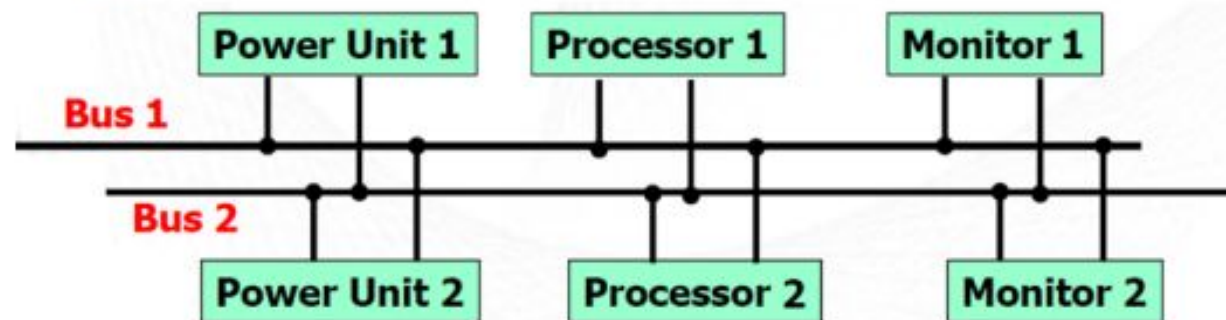 Power Unit 1
Processor 1
Monitor 1
Bus 1
Bus 2
Power Unit 2
Processor 2
Monitor 2